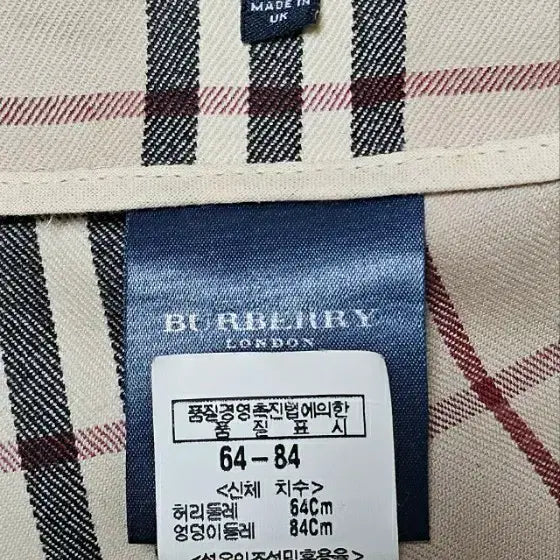 MADE IN
UK
BURBERRY
LONDON
품질경영촉진법에의한
품 질 표 시
64-84
<신체 치수>
허리둘레 64Cm
엉덩이둘레 84Cm